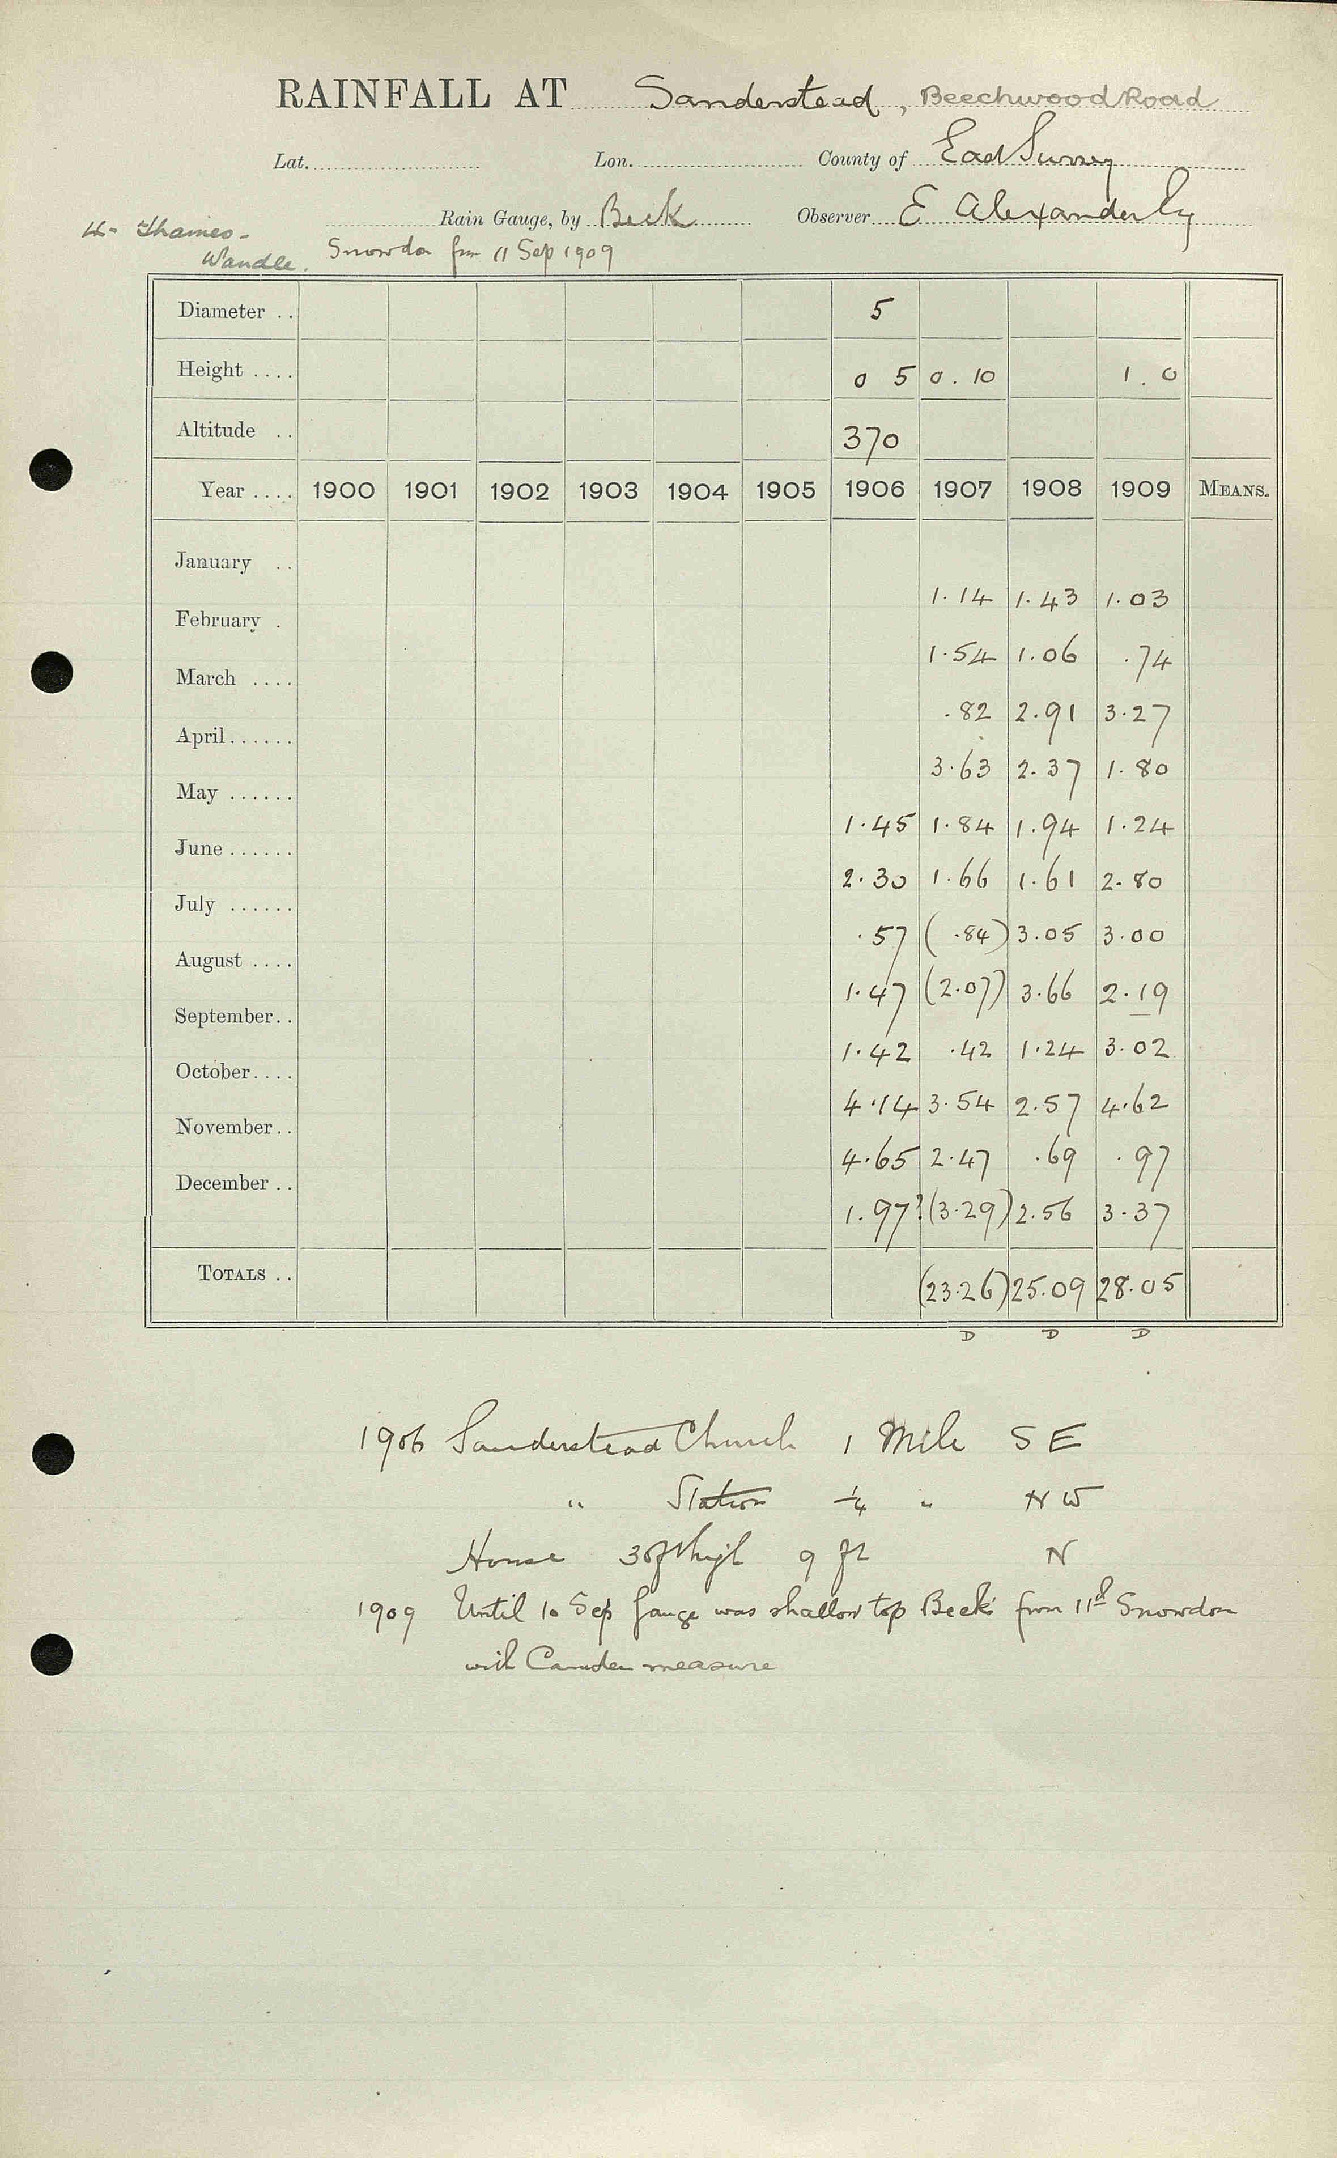 RAINFALL AT Sanderstead, Beechwood Road
Lat. Lon. County of East Surrey
Rain Gauge, by Beck Observer E Alexander Esq
Thames -
Wandle.
Snowdon from 11 Sep 1909
Diameter .. 5
Height .... 0 5 0.10 1.0
Altitude .. 370
Year .... 1900 1901 1902 1903 1904 1905 1906 1907 1908 1909 MEANS.
January .. 1.14 1.43 1.03
February . 1.54 1.06 .74
March .... .82 2.91 3.27
April...... 3.63 2.37 1.80
May ...... 1.45 1.84 1.94 1.24
June...... 2.30 1.66 1.61 2.80
July ...... .57 (.84) 3.05 3.00
August .... 1.47 (2.07) 3.66 2.19
September.. 1.42 .42 1.24 3.02
October.... 4.14 3.54 2.57 4.62
November.. 4.65 2.47 .69 .97
December .. 1.97? (3.29) 2.56 3.37
TOTALS .. (23.26) 25.09 28.05
D D D
1906 Sanderstead Church 1 Mile S E
" Station ¼ " N W
House 30ft high 9 ft N
1909 Until 10 Sep Gauge was shallow top Beck's from 11th Snowdon
with Camden measure